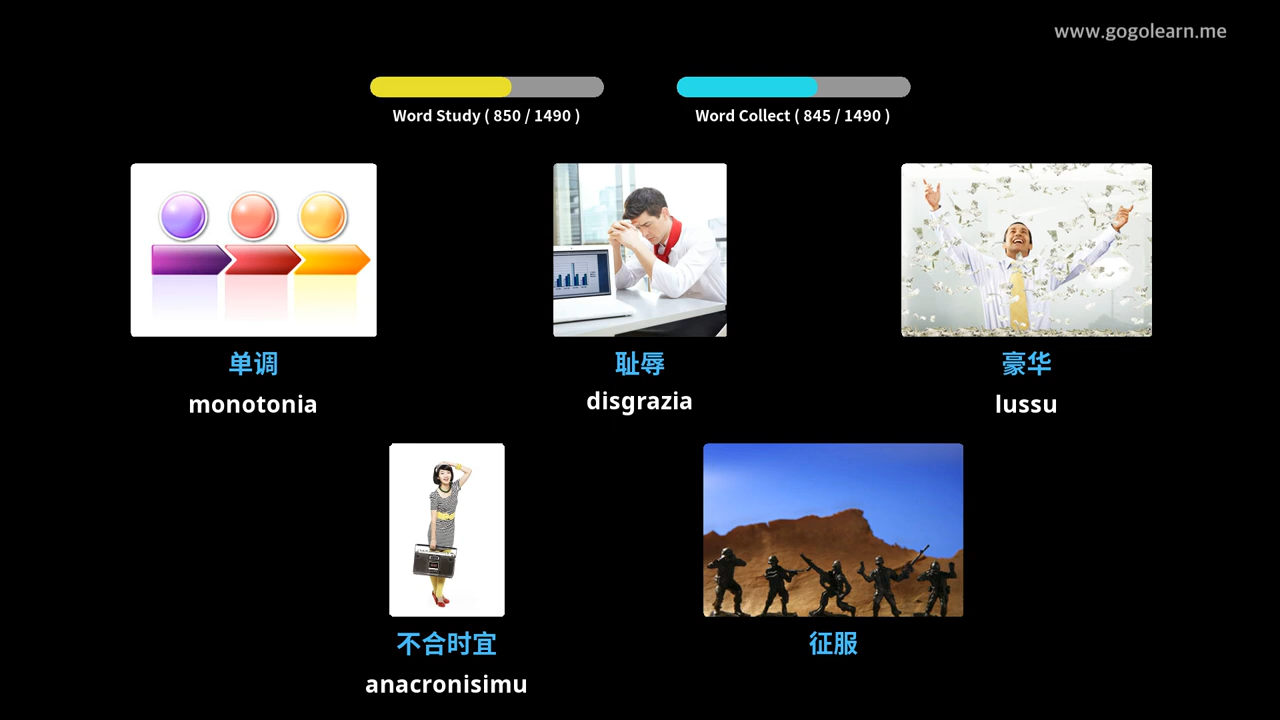 www.gogolearn.me
Word Study ( 850 / 1490 )
Word Collect ( 845 / 1490 )
单调
monotonia
耻辱
disgrazia
豪华
lussu
不合时宜
anacronisimu
征服